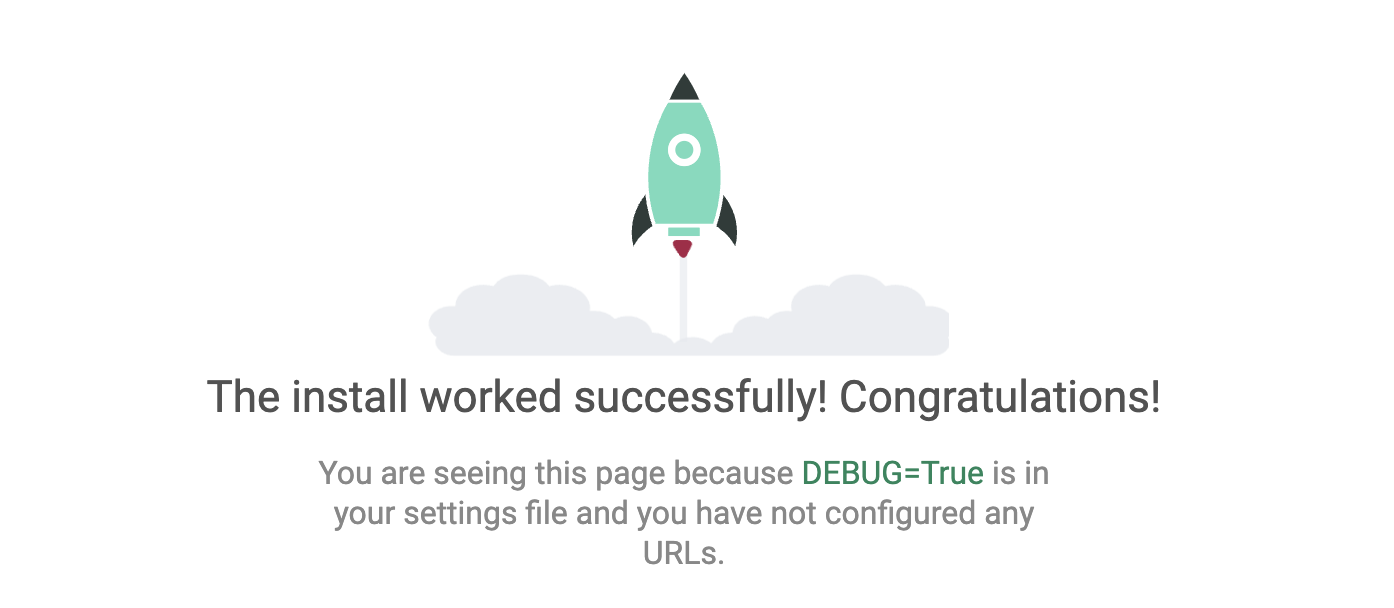 The install worked successfully! Congratulations!
You are seeing this page because DEBUG=True is in
your settings file and you have not configured any
URLs.